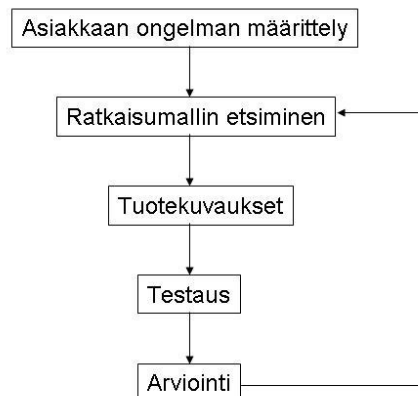 Asiakkaan ongelman määrittely
Ratkaisumallin etsiminen
Tuotekuvaukset
Testaus
Arviointi